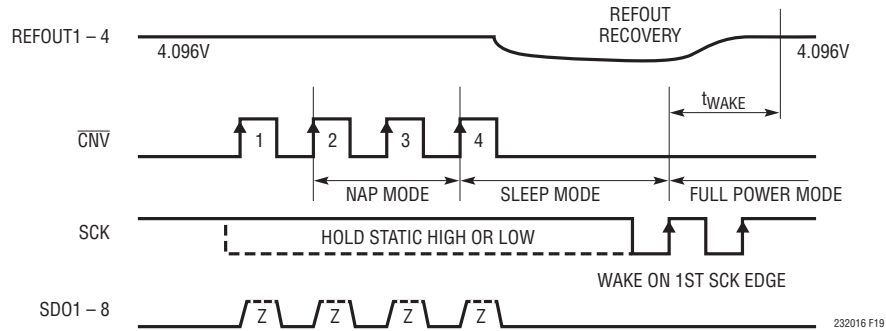 REFOUT
RECOVERY
REFOUT1 – 4
4.096V
4.096V
tWAKE
CNV
1
2
3
4
NAP MODE
SLEEP MODE
FULL POWER MODE
SCK
HOLD STATIC HIGH OR LOW
WAKE ON 1ST SCK EDGE
SDO1 – 8
Z
Z
Z
Z
232016 F19